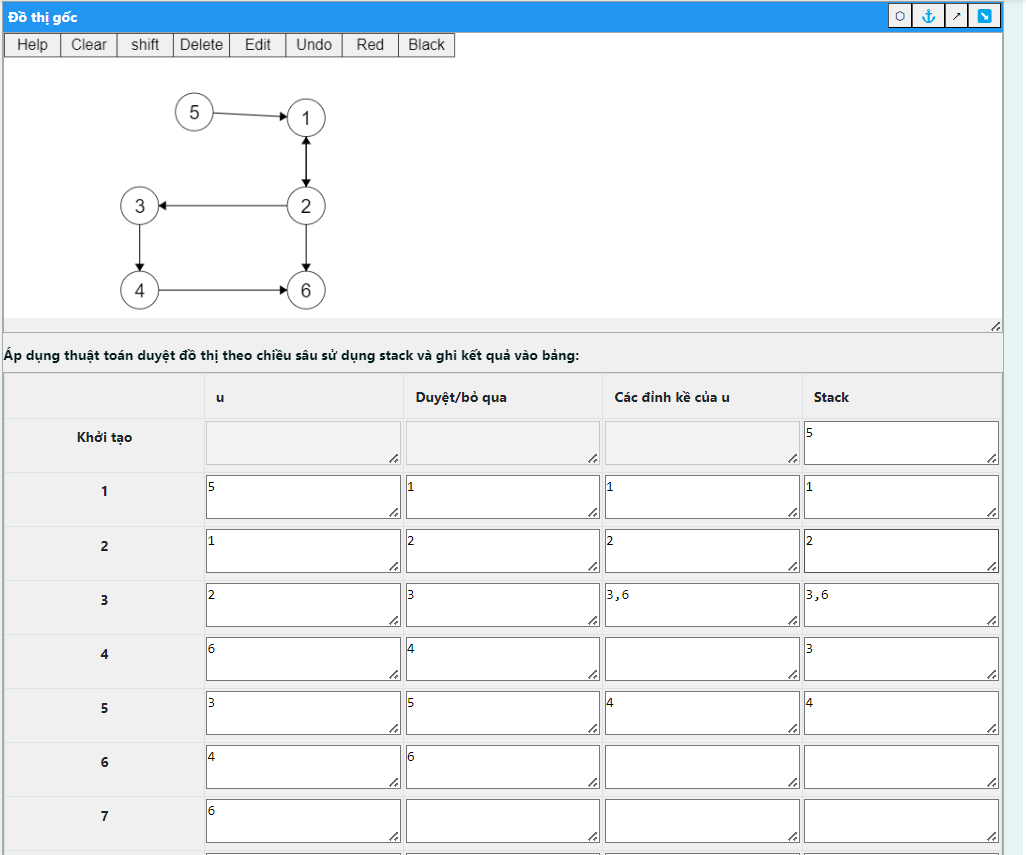 Đồ thị gốc
Help Clear shift Delete Edit Undo Red Black
5 1
3 2
4 6
Áp dụng thuật toán duyệt đồ thị theo chiều sâu sử dụng stack và ghi kết quả vào bảng:
u Duyệt/bỏ qua Các đỉnh kề của u Stack
Khởi tạo 5
1 5 1 1 1
2 1 2 2 2
3 2 3 3,6 3,6
4 6 4 3
5 3 5 4 4
6 4 6
7 6